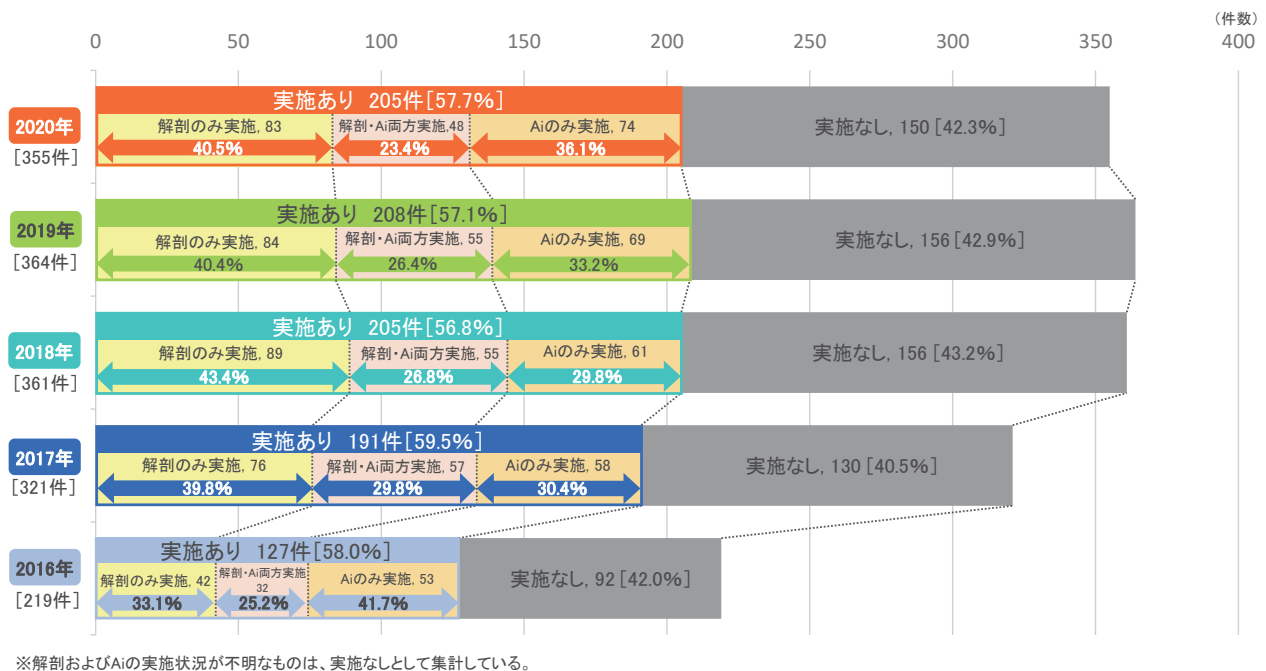 (件数)
0 50 100 150 200 250 300 350 400
実施あり 205件[57.7%]
2020年
[355件]
解剖のみ実施, 83
解剖・Ai両方実施,48
Aiのみ実施, 74
実施なし, 150 [42.3%]
40.5%
23.4%
36.1%
実施あり 208件[57.1%]
2019年
[364件]
解剖のみ実施, 84
解剖・Ai両方実施, 55
Aiのみ実施, 69
実施なし, 156 [42.9%]
40.4%
26.4%
33.2%
実施あり 205件[56.8%]
2018年
[361件]
解剖のみ実施, 89
解剖・Ai両方実施, 55
Aiのみ実施, 61
実施なし, 156 [43.2%]
43.4%
26.8%
29.8%
実施あり 191件[59.5%]
2017年
[321件]
解剖のみ実施, 76
解剖・Ai両方実施, 57
Aiのみ実施, 58
実施なし, 130 [40.5%]
39.8%
29.8%
30.4%
実施あり 127件[58.0%]
2016年
[219件]
解剖のみ実施, 42
解剖・Ai両方実施
32
Aiのみ実施, 53
実施なし, 92 [42.0%]
33.1%
25.2%
41.7%
※解剖およびAiの実施状況が不明なものは、実施なしとして集計している。